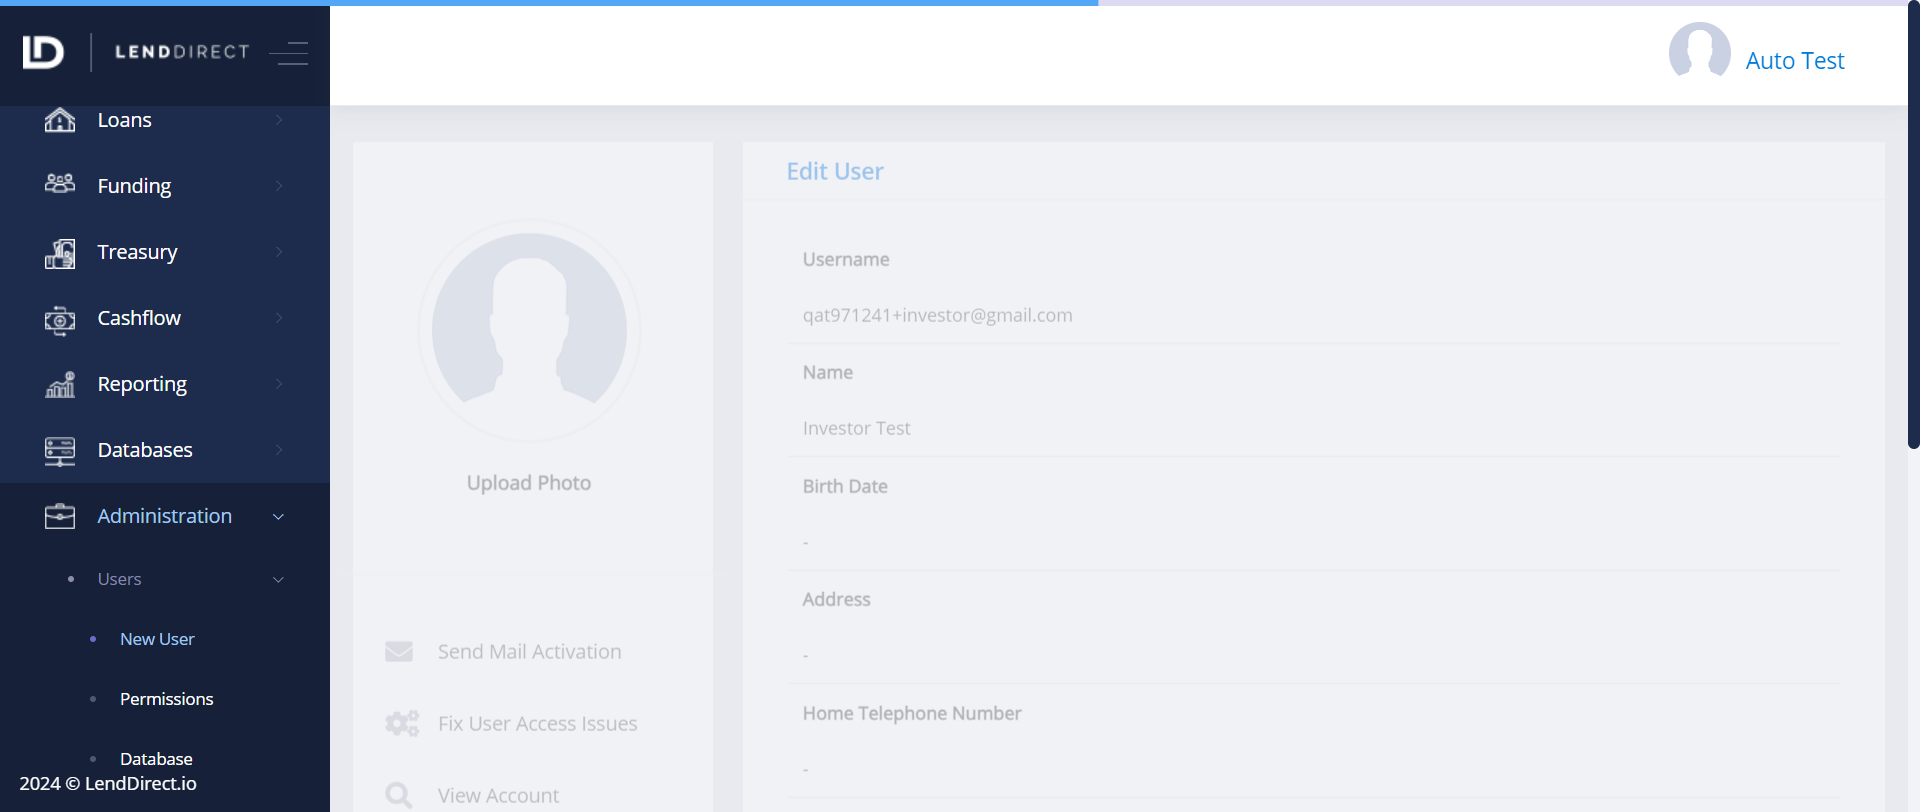 LENDDIRECT
Auto Test
Loans
Funding
Treasury
Cashflow
Reporting
Databases
Administration
Users
New User
Permissions
Database
2024 © LendDirect.io
Upload Photo
Send Mail Activation
Fix User Access Issues
View Account
Edit User
Username
qat971241+investor@gmail.com
Name
Investor Test
Birth Date
-
Address
-
Home Telephone Number
-